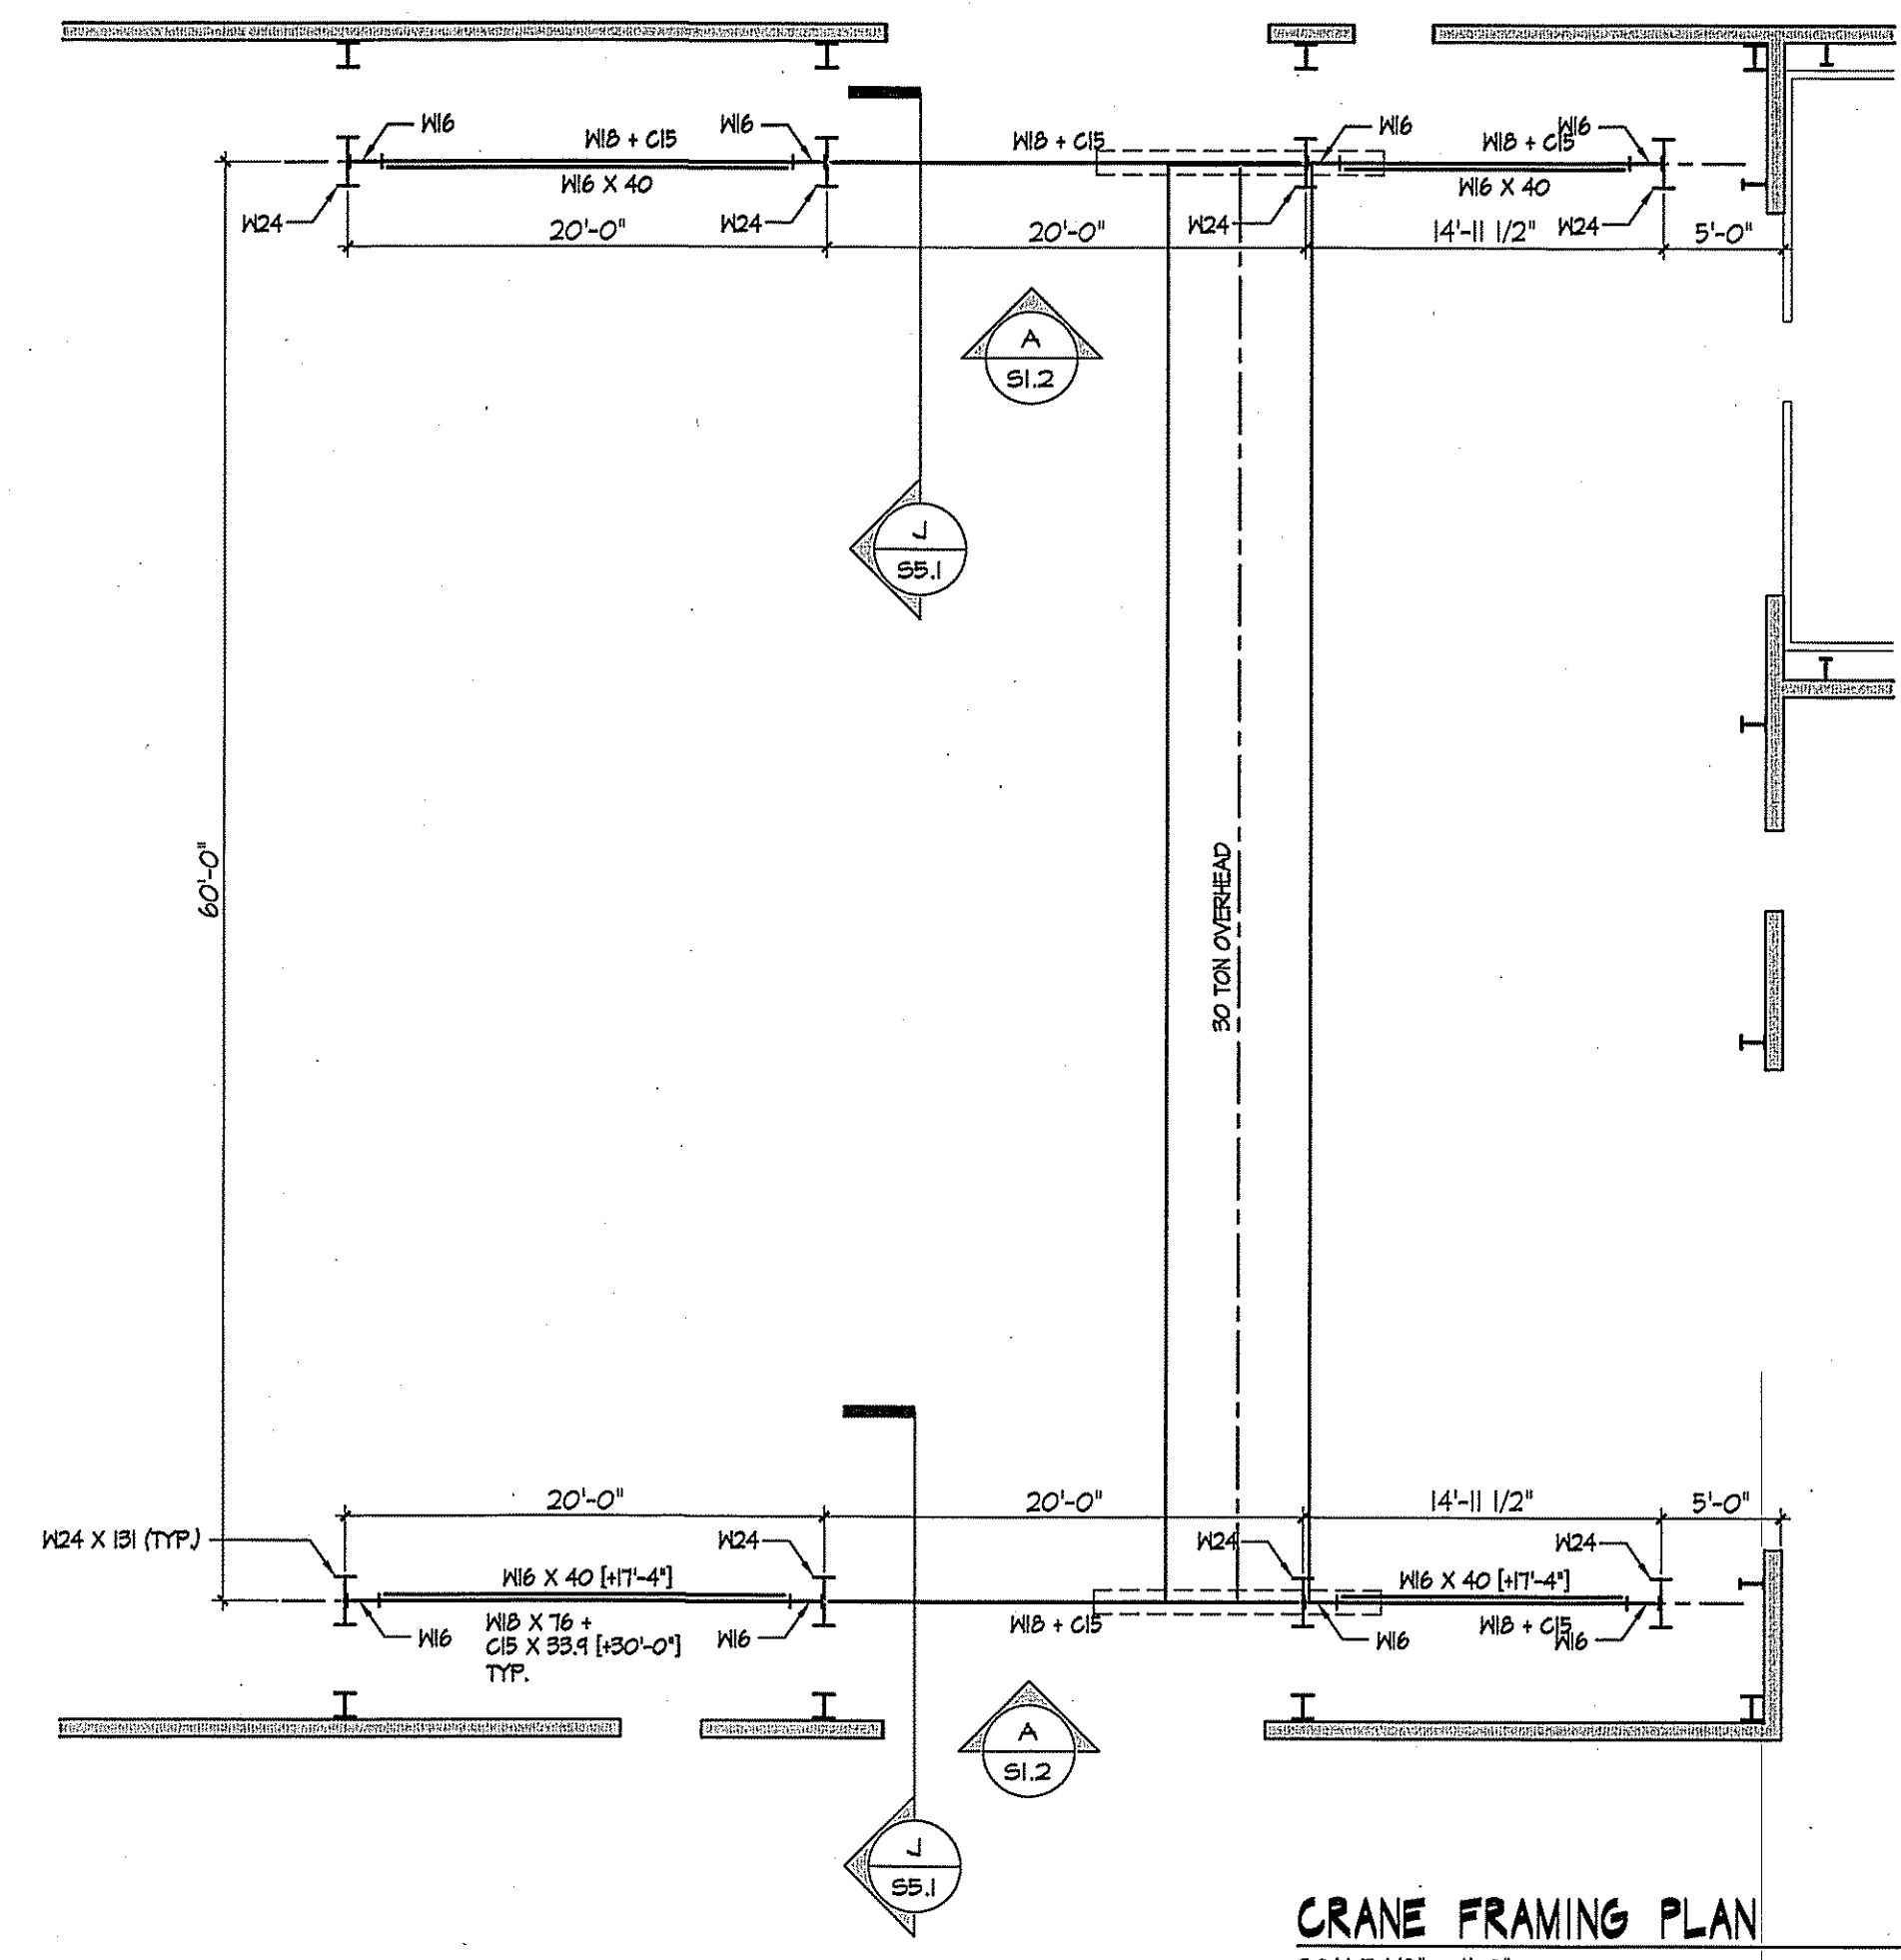 W16
W18 + C15
W16
W18 + C15
W16
W18 + C15
W16
W16 X 40
W16 X 40
W24
20'-0"
W24
20'-0"
W24
14'-11 1/2"
W24
5'-0"
A
S1.2
J
S5.1
60'-0"
30 TON OVERHEAD
20'-0"
20'-0"
14'-11 1/2"
5'-0"
W24 X 131 (TYP.)
W24
W24
W24
W16 X 40 [+17'-4"]
W16 X 40 [+17'-4"]
W16
W18 X 76 +
C15 X 33.9 [+30'-0"]
TYP.
W16
W18 + C15
W16
W18 + C15
W16
A
S1.2
J
S5.1
CRANE FRAMING PLAN